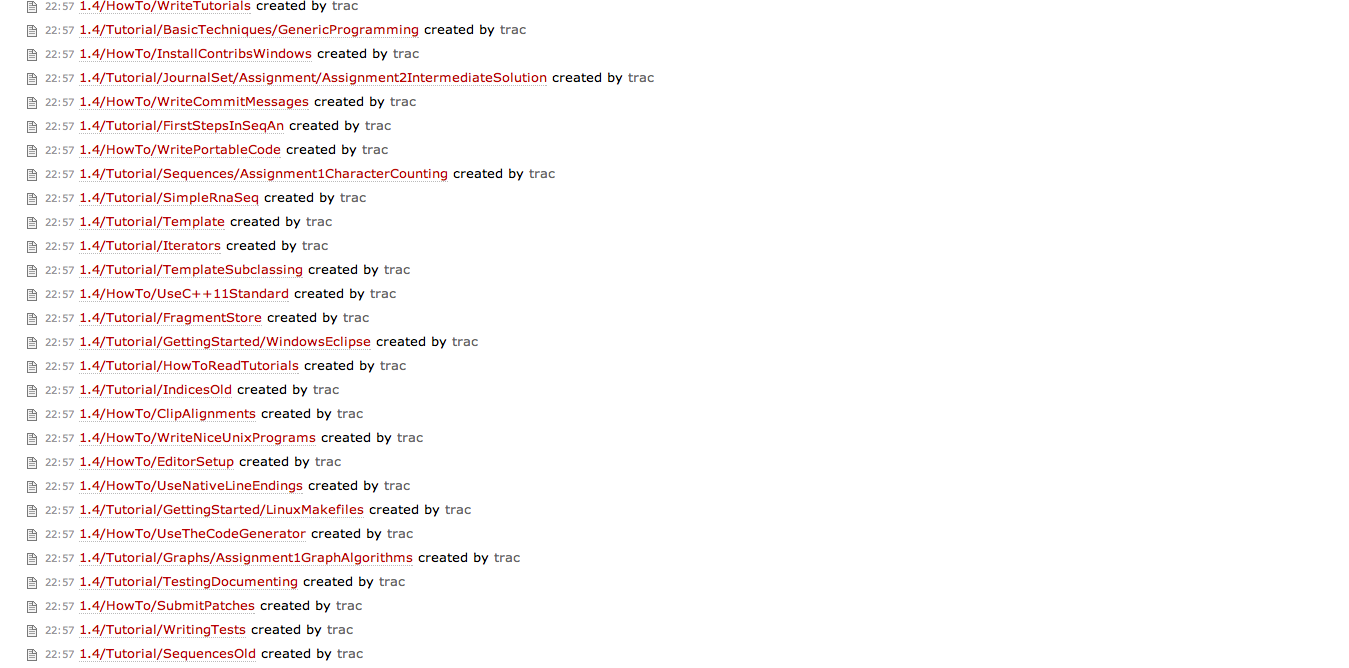 22:57 1.4/HowTo/WriteTutorials created by trac
22:57 1.4/Tutorial/BasicTechniques/GenericProgramming created by trac
22:57 1.4/HowTo/InstallContribsWindows created by trac
22:57 1.4/Tutorial/JournalSet/Assignment/Assignment2IntermediateSolution created by trac
22:57 1.4/HowTo/WriteCommitMessages created by trac
22:57 1.4/Tutorial/FirstStepsInSeqAn created by trac
22:57 1.4/HowTo/WritePortableCode created by trac
22:57 1.4/Tutorial/Sequences/Assignment1CharacterCounting created by trac
22:57 1.4/Tutorial/SimpleRnaSeq created by trac
22:57 1.4/Tutorial/Template created by trac
22:57 1.4/Tutorial/Iterators created by trac
22:57 1.4/Tutorial/TemplateSubclassing created by trac
22:57 1.4/HowTo/UseC++11Standard created by trac
22:57 1.4/Tutorial/FragmentStore created by trac
22:57 1.4/Tutorial/GettingStarted/WindowsEclipse created by trac
22:57 1.4/Tutorial/HowToReadTutorials created by trac
22:57 1.4/Tutorial/IndicesOld created by trac
22:57 1.4/HowTo/ClipAlignments created by trac
22:57 1.4/HowTo/WriteNiceUnixPrograms created by trac
22:57 1.4/HowTo/EditorSetup created by trac
22:57 1.4/HowTo/UseNativeLineEndings created by trac
22:57 1.4/Tutorial/GettingStarted/LinuxMakefiles created by trac
22:57 1.4/HowTo/UseTheCodeGenerator created by trac
22:57 1.4/Tutorial/Graphs/Assignment1GraphAlgorithms created by trac
22:57 1.4/Tutorial/TestingDocumenting created by trac
22:57 1.4/HowTo/SubmitPatches created by trac
22:57 1.4/Tutorial/WritingTests created by trac
22:57 1.4/Tutorial/SequencesOld created by trac